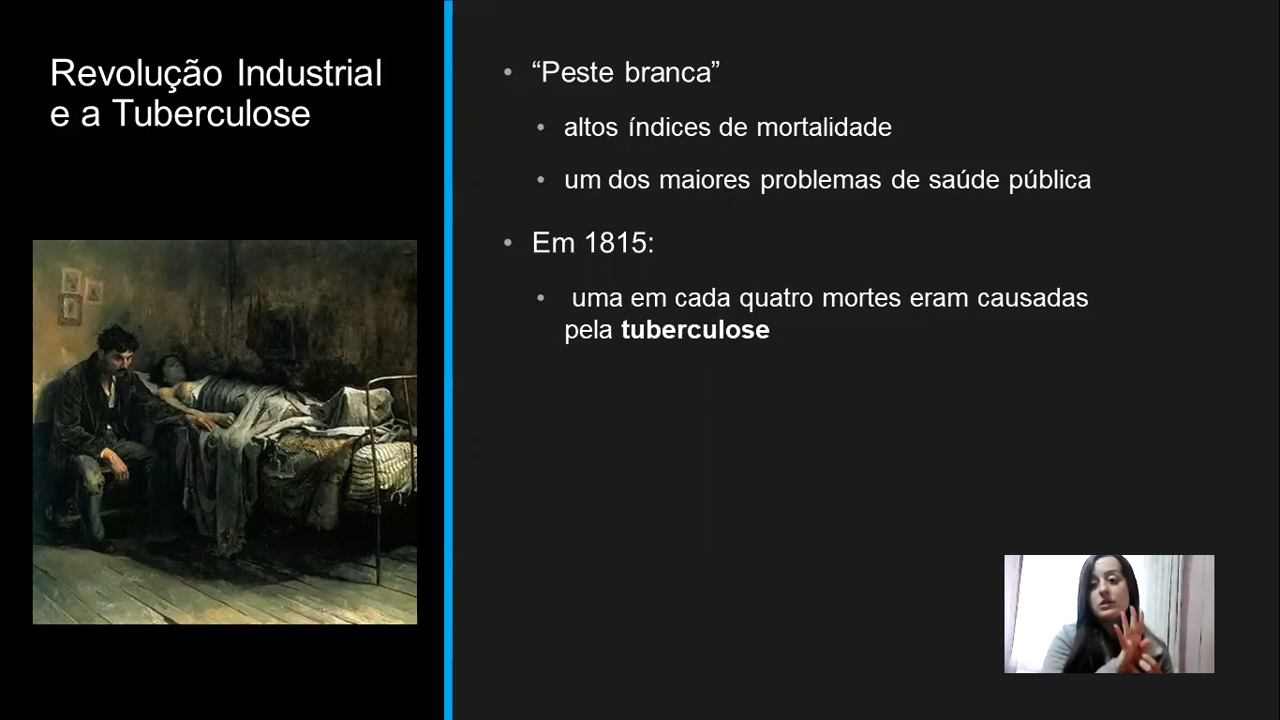 Revolução Industrial
e a Tuberculose
• “Peste branca”
• altos índices de mortalidade
• um dos maiores problemas de saúde pública
• Em 1815:
• uma em cada quatro mortes eram causadas
pela tuberculose